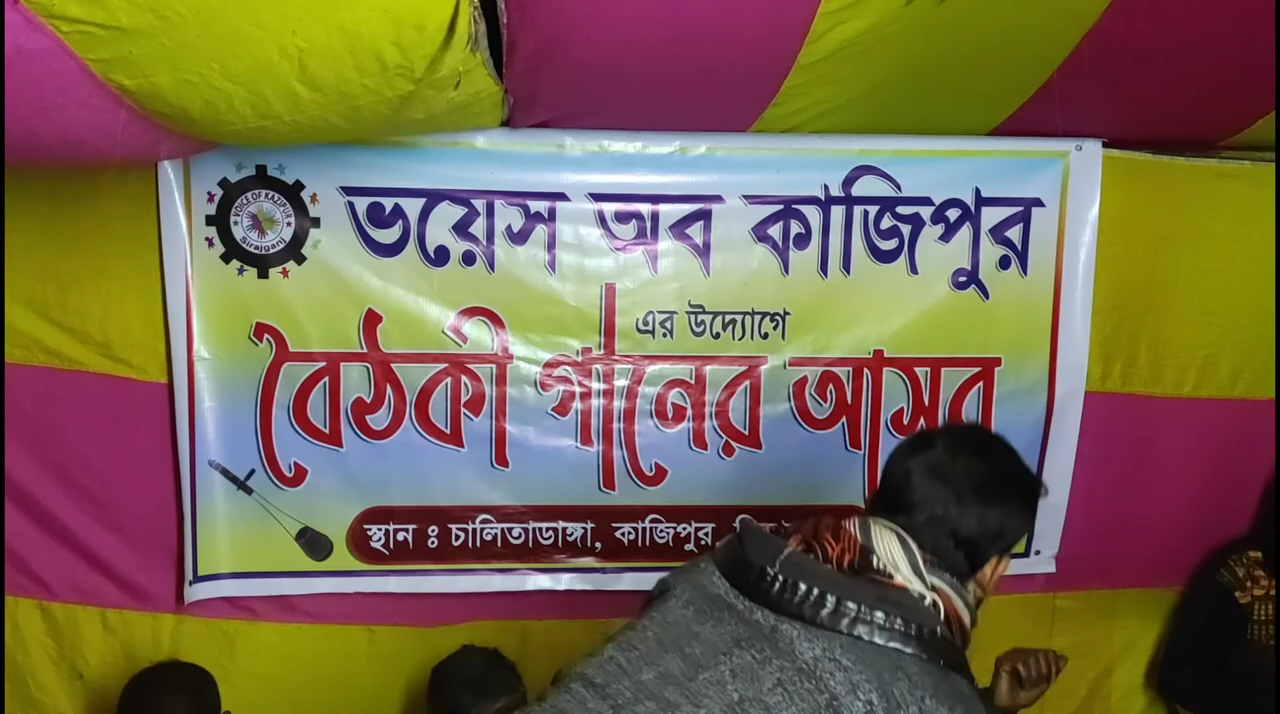 VOICE OF KAZIPUR
Sirajganj
ভয়েস অব কাজিপুর
এর উদ্যোগে
বৈঠকী গানের আসর
স্থান ঃ চালিতাডাঙ্গা, কাজিপুর,